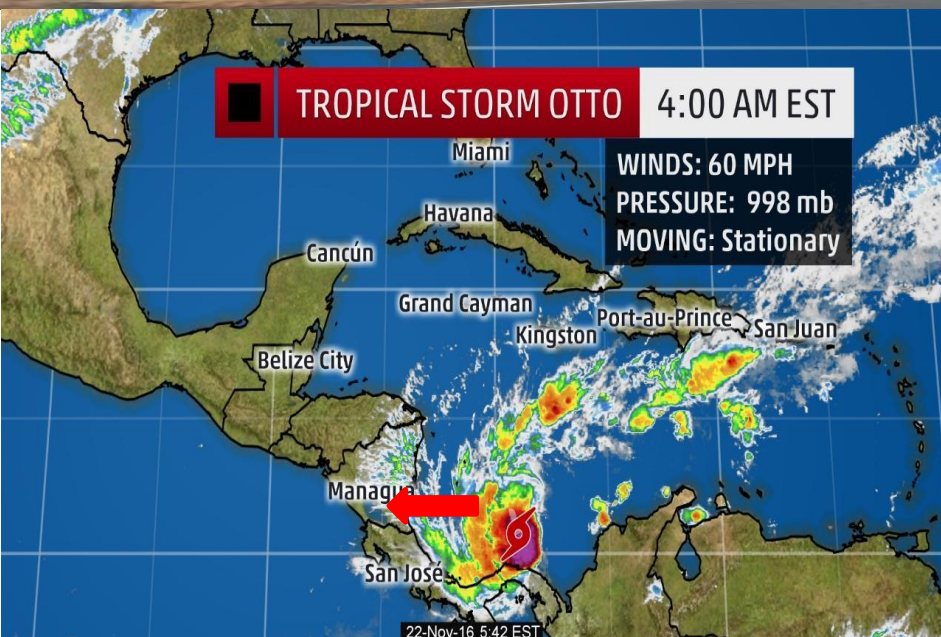 TROPICAL STORM OTTO 4:00 AM EST
Miami
WINDS: 60 MPH
PRESSURE: 998 mb
MOVING: Stationary
Havana
Cancún
Grand Cayman
Kingston
Port-au-Prince
San Juan
Belize City
Managua
San José
22-Nov-16 5:42 EST